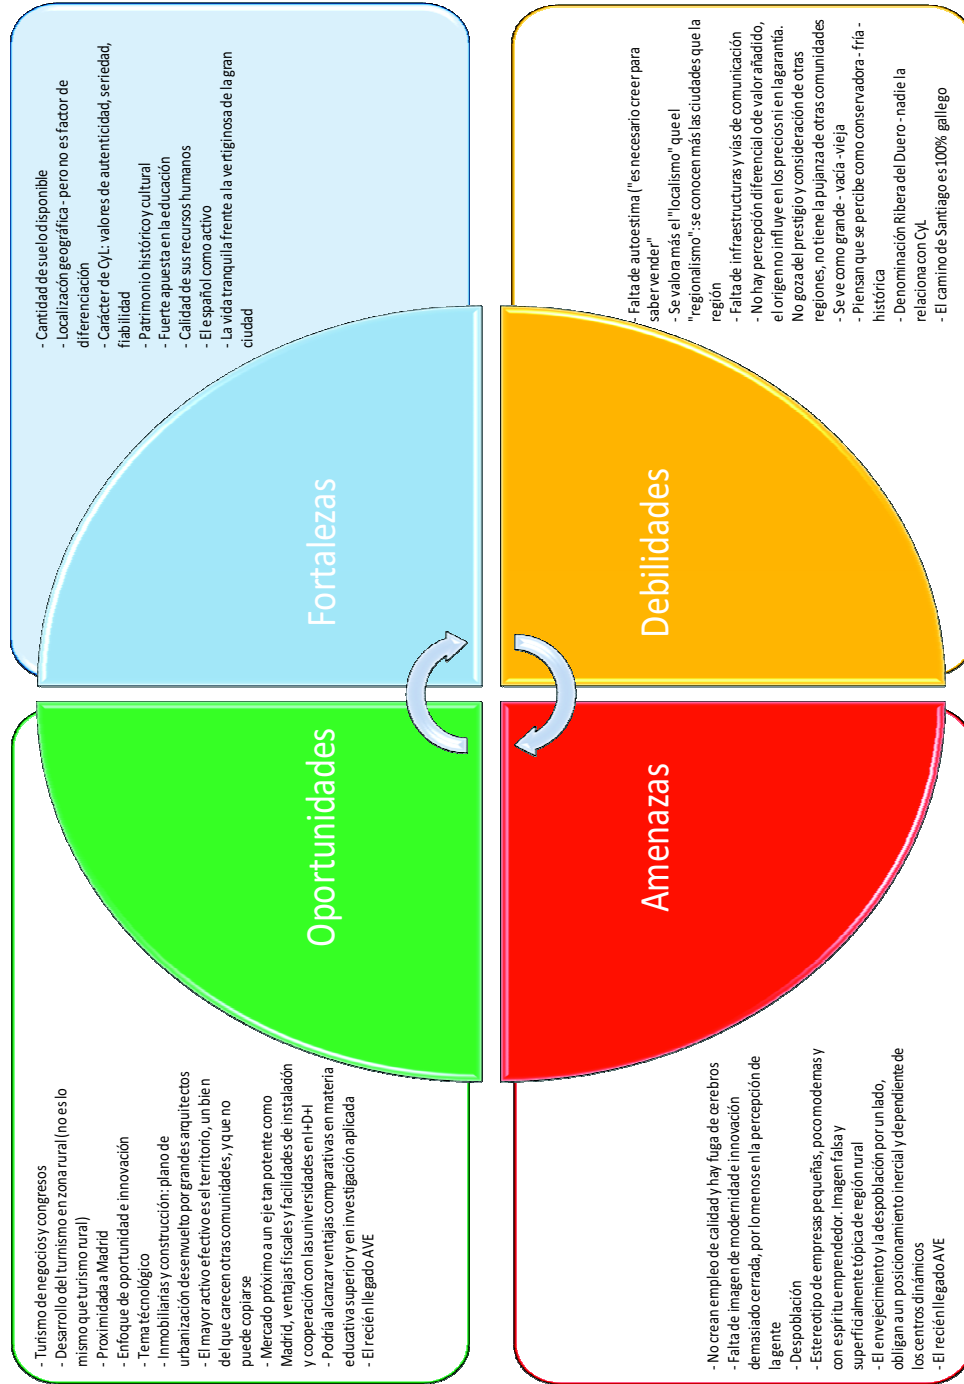 - Turismo de negocios y congresos
- Desarrollo del turnismo en zona rural (no es lo
mismo que turismo rural)
- Proximidada a Madrid
- Enfoque de oportunidad e innovación
- Tema técnológico
- Inmobiliarias y construcción: plano de
urbanización desenvuelto por grandes arquitectos
- El mayor activo efectivo es el territorio, un bien
del que carecen otras comunidades, y que no
puede copiarse
- Mercado próximo a un eje tan potente como
Madrid, ventajas fiscales y facilidades de instalación
y cooperación con las universidades en I+D+I
- Podría alcanzar ventajas comparativas en materia
educativa superior y en investigación aplicada
- El recién llegado AVE
Oportunidades
- Cantidad de suelo disponible
- Localizacón geográfica - pero no es factor de
diferenciación
- Carácter de CyL: valores de autenticidad, seriedad,
fiabilidad
- Patrimonio histórico y cultural
- Fuerte apuesta en la educación
- Calidad de sus recursos humanos
- El español como activo
- La vida tranquila frente a la vertiginosa de la gran
ciudad
Fortalezas
- No crean empleo de calidad y hay fuga de cerebros
- Falta de imagen de modernidad de innovación
demasiado cerrada, por lo menos en la percepción de
la gente
- Despoblación
- Estereotipo de empresas pequeñas, poco modernas y
con espíritu emprendedor. Imagen falsa y
superficialmente tópica de región rural
- El envejecimiento y la despoblación por un lado,
obligan a un posicionamiento inercial y dependiente de
los centros dinámicos
- El recién llegado AVE
Amenazas
- Falta de autoestima ("es necesario creer para
saber vender"
- Se valora más el "localismo" que el
"regionalismo": se conocen más las ciudades que la
región
- Falta de infraestructuras y vías de comunicación
- No hay percepción diferencial o de valor añadido,
el origen no influye en los precios ni en la garantía.
No goza del prestigio y consideración de otras
regiones, no tiene la pujanza de otras comunidades
- Se ve como grande - vacia - vieja
- Plensan que se percibe como conservadora - fría -
histórica
- Denominación Ribera del Duero - nadie la
relaciona con CyL
- El camino de Santiago es 100% gallego
Debilidades